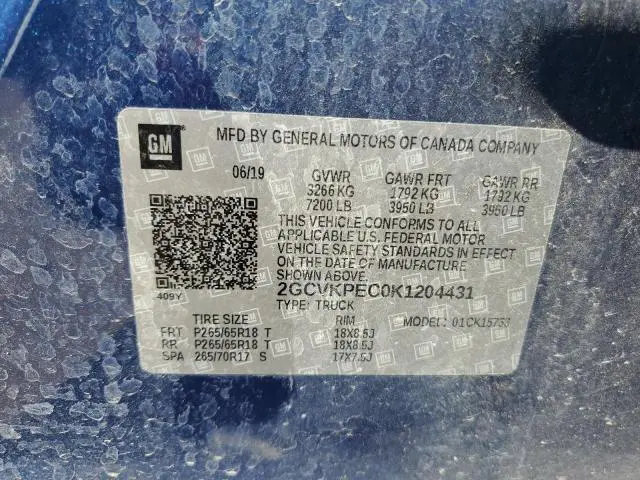 GM
MFD BY GENERAL MOTORS OF CANADA COMPANY
06/19 GVWR GAWR FRT GAWR RR
3266 KG 1792 KG 1792 KG
7200 LB 3950 LB 3950 LB
THIS VEHICLE CONFORMS TO ALL
APPLICABLE U.S. FEDERAL MOTOR
VEHICLE SAFETY STANDARDS IN EFFECT
ON THE DATE OF MANUFACTURE
SHOWN ABOVE.
409Y 2GCVKPEC0K1204431
TYPE: TRUCK
TIRE SIZE RIM MODEL: 01CK15753
FRT P265/65R18 T 18X8.5J
RR P265/65R18 T 18X8.5J
SPA 265/70R17 S 17X7.5J